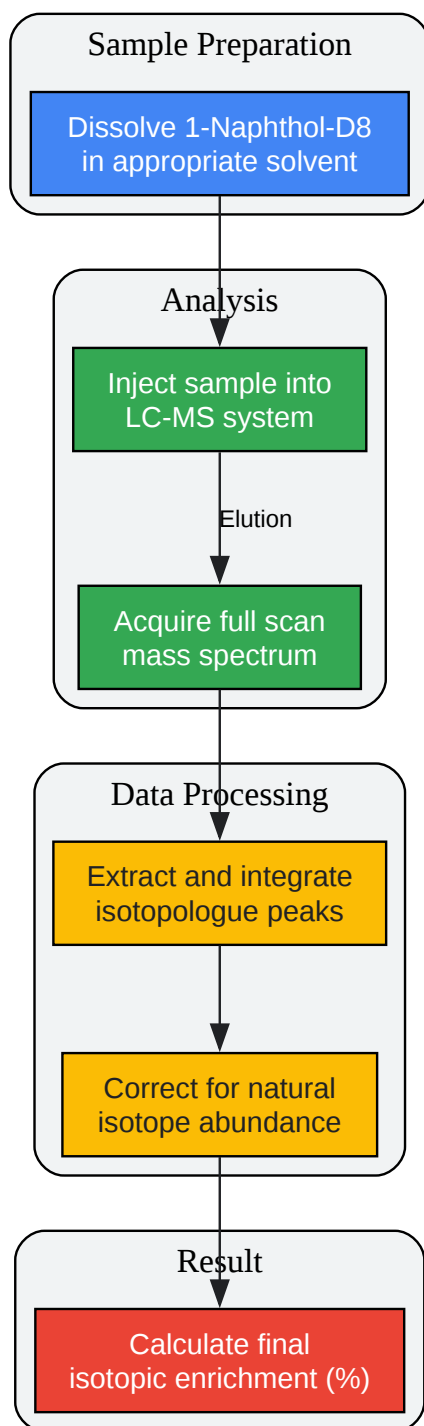 Sample Preparation
Dissolve 1-Naphthol-D8
in appropriate solvent
Analysis
Inject sample into
LC-MS system
Elution
Acquire full scan
mass spectrum
Data Processing
Extract and integrate
isotopologue peaks
Correct for natural
isotope abundance
Result
Calculate final
isotopic enrichment (%)